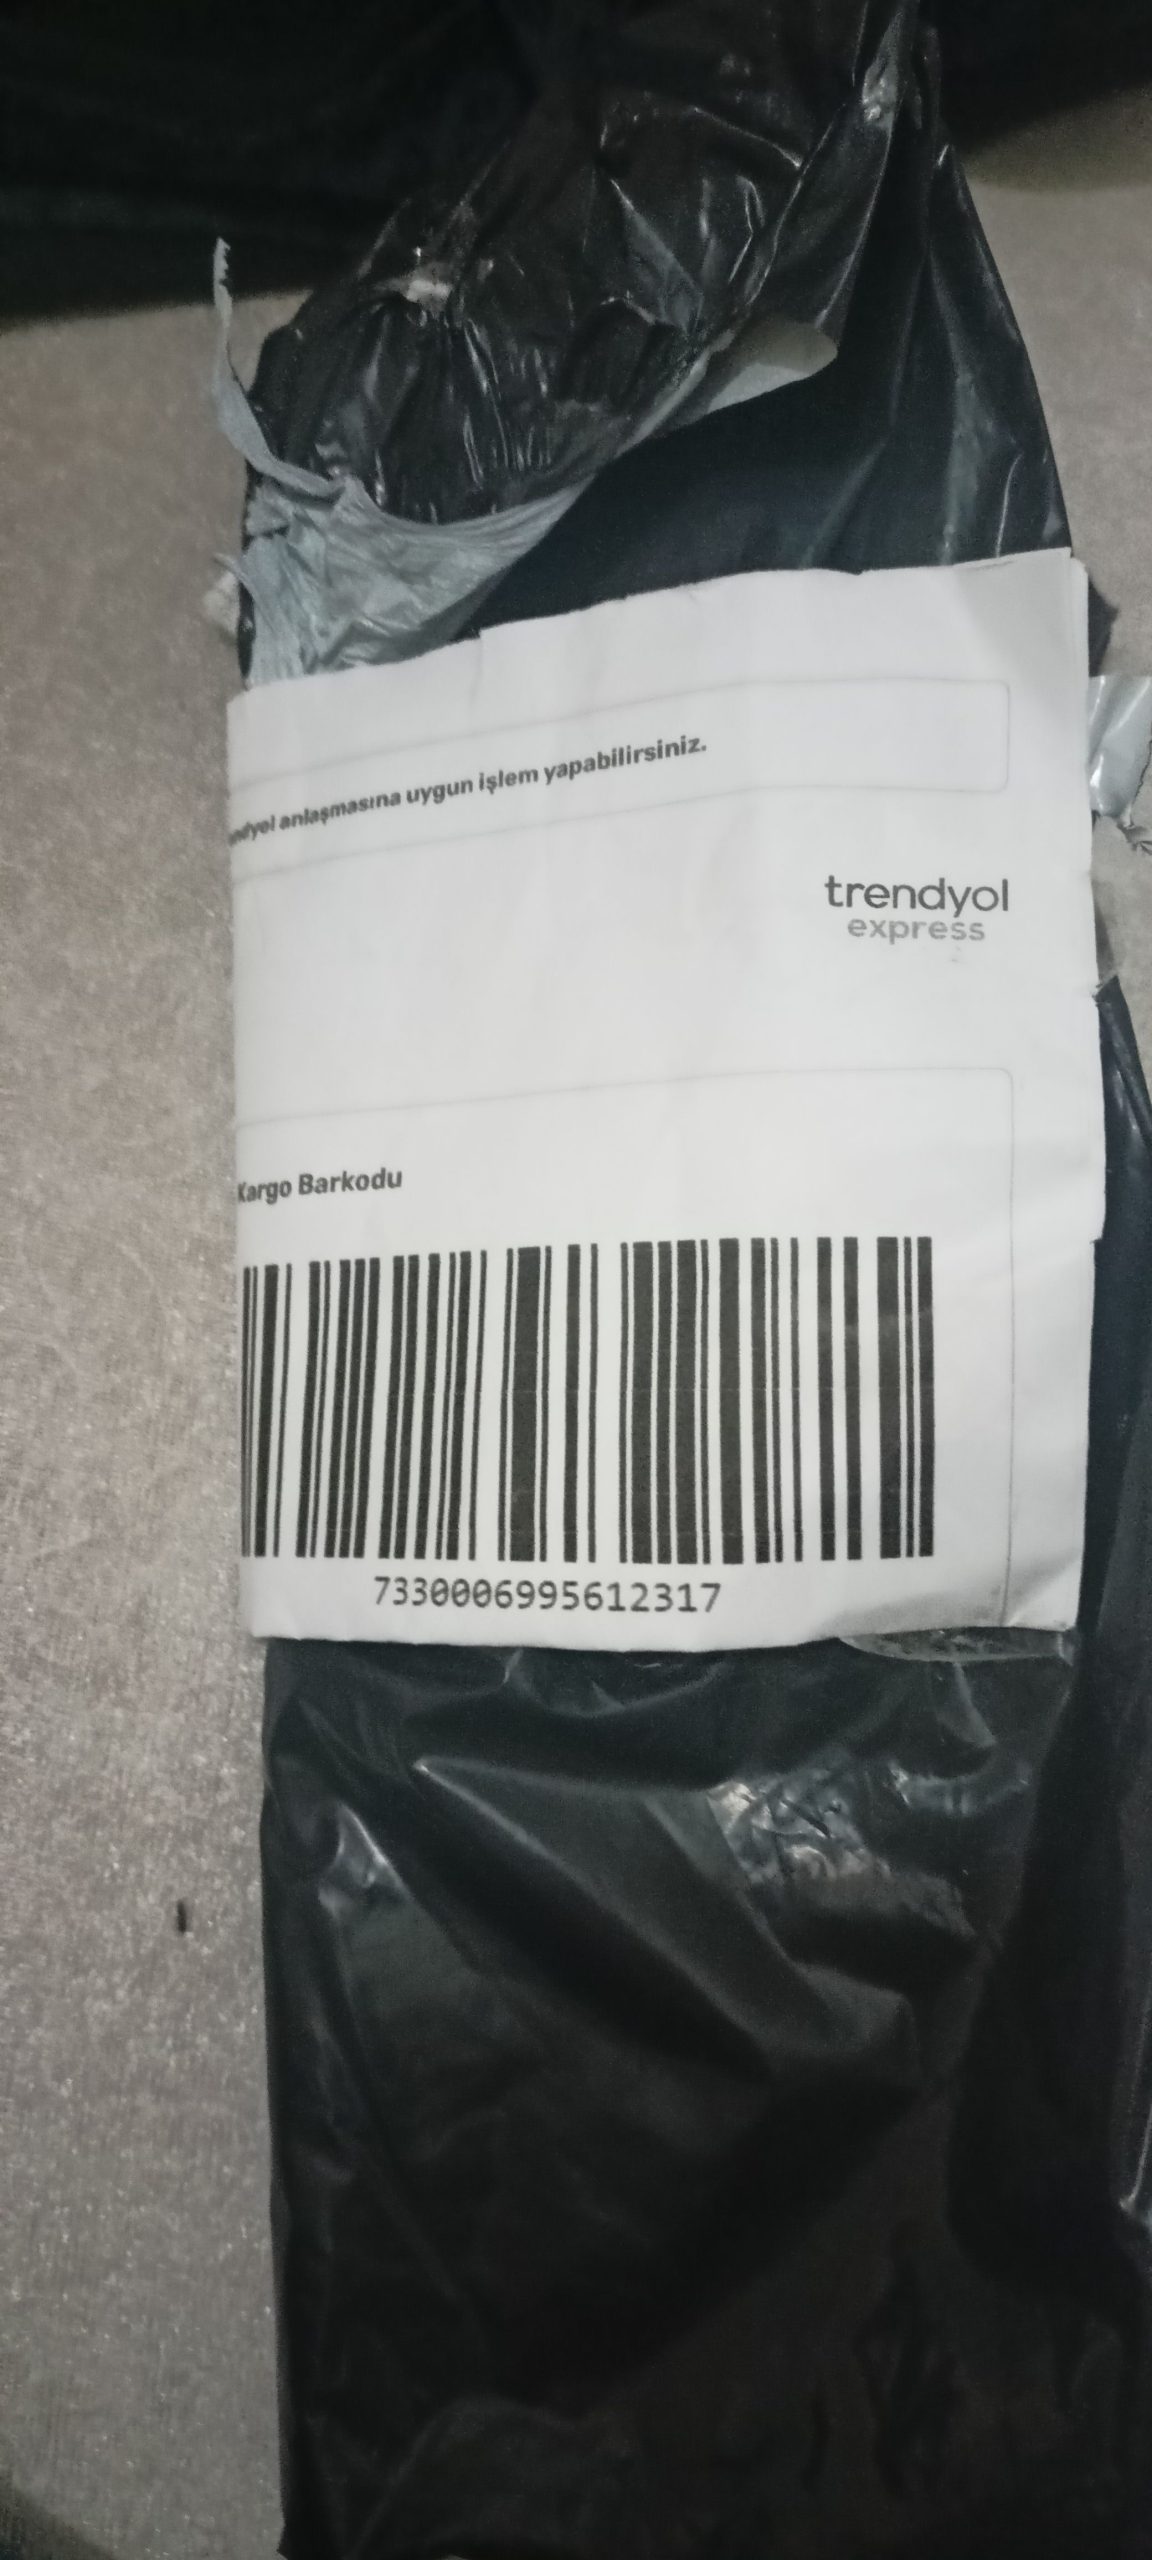 anlaşmasına uygun işlem yapabilirsiniz.
trendyol
express
Kargo Barkodu
7330006995612317